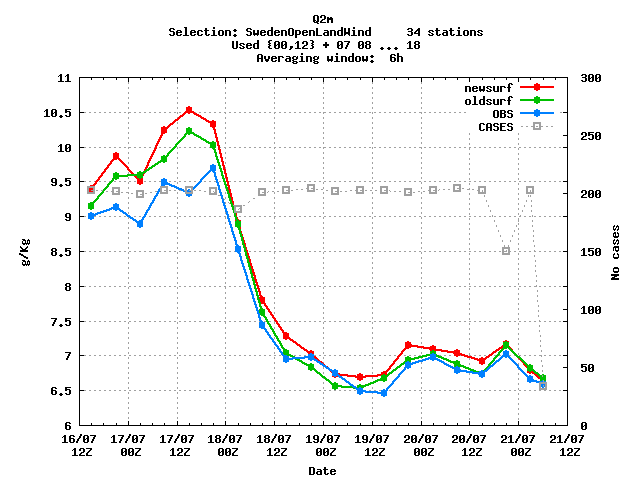 Q2m
Selection: SwedenOpenLandWind     34 stations
Used {00,12} + 07 08 ... 18
Averaging window:  6h
newsurf
oldsurf
OBS
CASES
g/Kg
11
10.5
10
9.5
9
8.5
8
7.5
7
6.5
6
No cases
300
250
200
150
100
50
0
16/07 17/07 17/07 18/07 18/07 19/07 19/07 20/07 20/07 21/07 21/07
12Z 00Z 12Z 00Z 12Z 00Z 12Z 00Z 12Z 00Z 12Z
Date